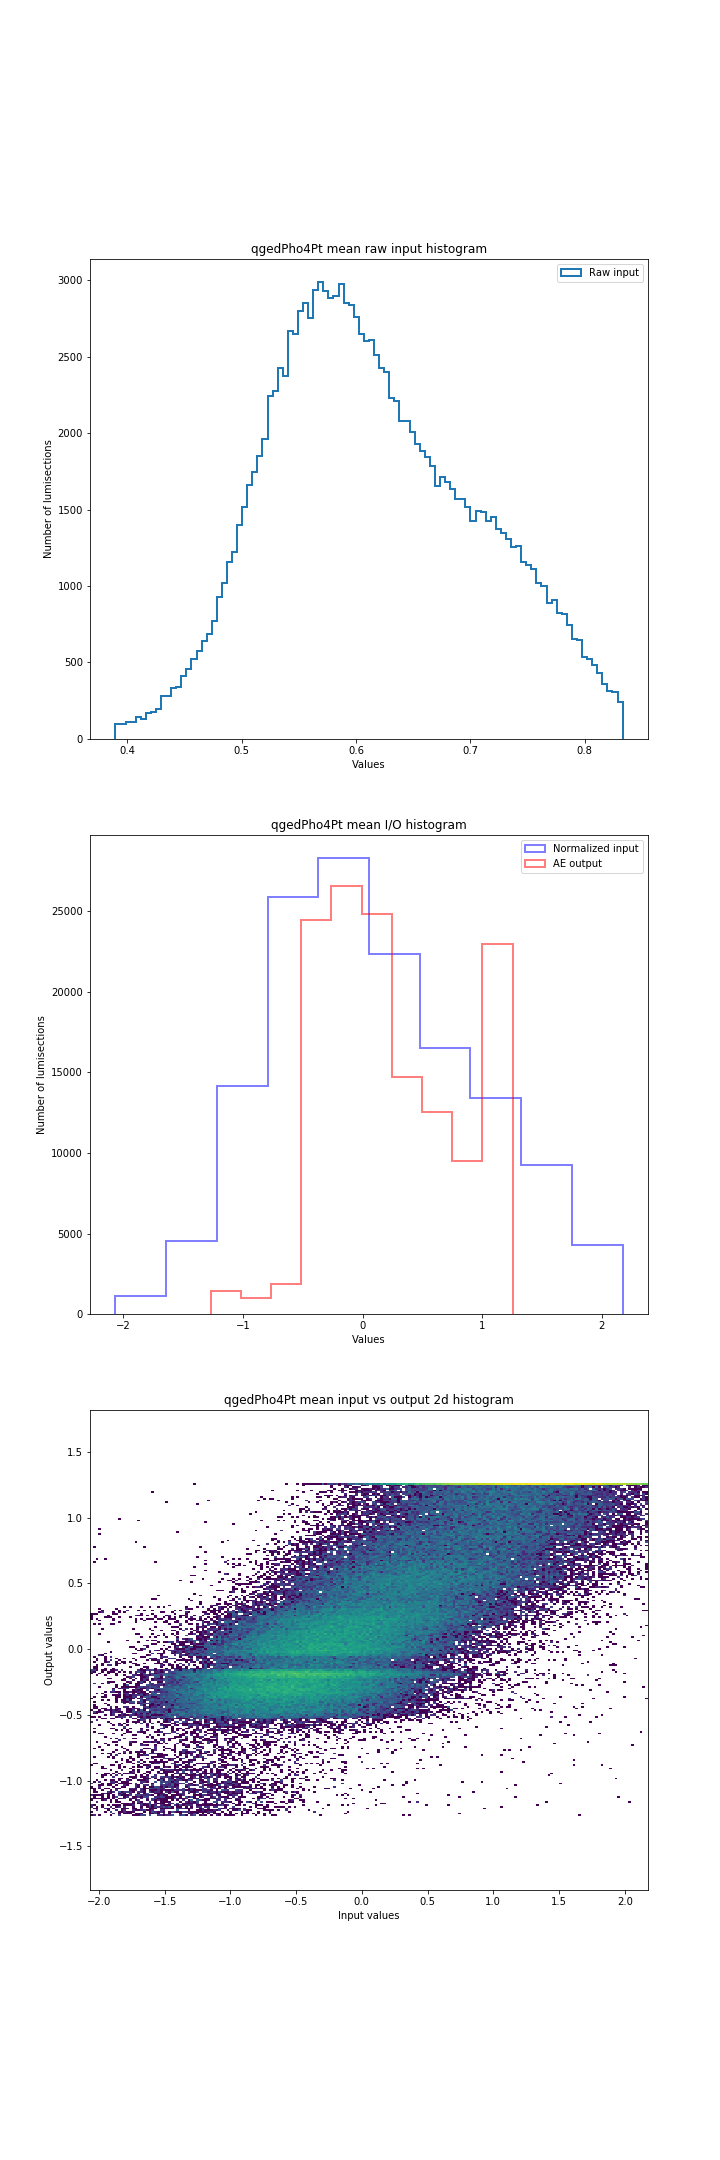 qgedPho4Pt mean raw input histogram
Raw input
3000
2500
2000
1500
1000
500
0
Number of lumisections
0.4 0.5 0.6 0.7 0.8
Values
qgedPho4Pt mean I/O histogram
Normalized input
AE output
25000
20000
15000
10000
5000
0
Number of lumisections
−2 −1 0 1 2
Values
qgedPho4Pt mean input vs output 2d histogram
1.5
1.0
0.5
0.0
−0.5
−1.0
−1.5
Output values
−2.0 −1.5 −1.0 −0.5 0.0 0.5 1.0 1.5 2.0
Input values